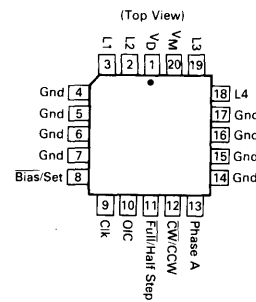 (Top View)
L1 L2 VD VM L3
3 2 1 20 19
Gnd 4
Gnd 5
Gnd 6
Gnd 7
Bias/Set 8
18 L4
17 Gnd
16 Gnd
15 Gnd
14 Gnd
9 10 11 12 13
Clk
OIC
Full/Half Step
CW/CCW
Phase A